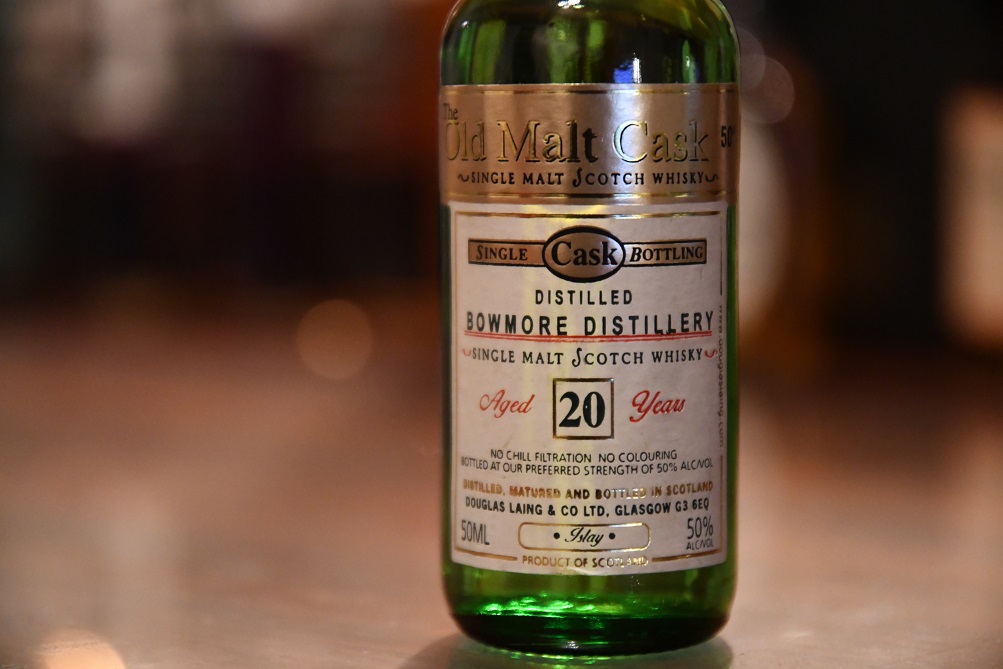 The
Old Malt Cask 50
SINGLE MALT SCOTCH WHISKY
SINGLE Cask BOTTLING
DISTILLED
BOWMORE DISTILLERY
SINGLE MALT SCOTCH WHISKY
Aged 20 Years
NO CHILL FILTRATION NO COLOURING
BOTTLED AT OUR PREFERRED STRENGTH OF 50% ALC/VOL
DISTILLED, MATURED AND BOTTLED IN SCOTLAND
DOUGLAS LAING & CO LTD, GLASGOW G3 6EQ
50ML • Islay • 50%
ALC/VOL
PRODUCT OF SCOTLAND